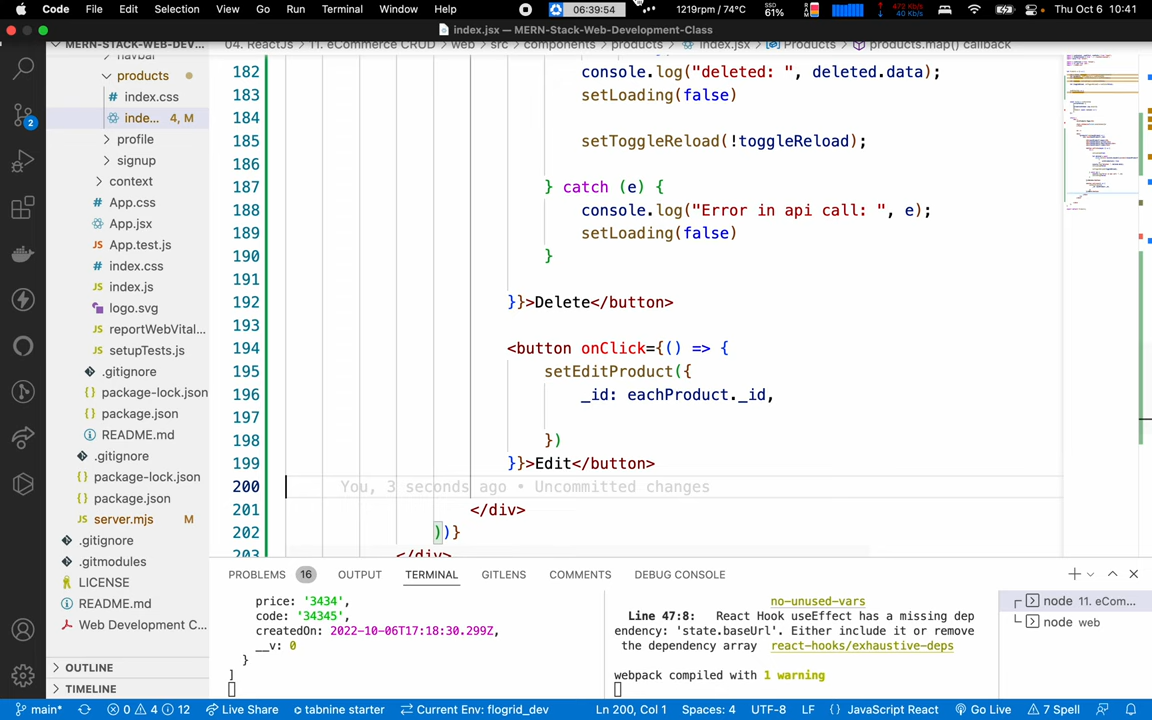 Code File Edit Selection View Go Run Terminal Window Help 06:39:54 1219rpm / 74°C SSD 61% 472 Kb/s 40 Kb/s Thu Oct 6 10:41
index.jsx — MERN-Stack-Web-Development-Class
MERN-STACK-WEB-DEV... 04. ReactJs 11. eCommerce CRUD web src components products index.jsx Products products.map() callback
navbar
products
index.css
inde... 4, M
profile
signup
context
App.css
App.jsx
App.test.js
index.css
index.js
logo.svg
reportWebVital...
setupTests.js
.gitignore
package-lock.json
package.json
README.md
.gitignore
package-lock.json
package.json
server.mjs M
.gitignore
.gitmodules
LICENSE
README.md
Web Development C...
OUTLINE
TIMELINE
2
182 console.log("deleted: ", deleted.data);
183 setLoading(false)
184
185 setToggleReload(!toggleReload);
186
187 } catch (e) {
188 console.log("Error in api call: ", e);
189 setLoading(false)
190 }
191
192 }}>Delete</button>
193
194 <button onClick={() => {
195 setEditProduct({
196 _id: eachProduct._id,
197
198 })
199 }}>Edit</button>
200 You, 3 seconds ago • Uncommitted changes
201 </div>
202 ))}
203 </div>
PROBLEMS 16 OUTPUT TERMINAL GITLENS COMMENTS DEBUG CONSOLE
price: '3434',
code: '34345',
createdOn: 2022-10-06T17:18:30.299Z,
__v: 0
}
]
no-unused-vars
Line 47:8: React Hook useEffect has a missing dep
endency: 'state.baseUrl'. Either include it or remove
the dependency array react-hooks/exhaustive-deps
webpack compiled with 1 warning
node 11. eCom...
node web
main* 0 4 12 Live Share tabnine starter Current Env: flogrid_dev Ln 200, Col 1 Spaces: 4 UTF-8 LF {} JavaScript React Go Live 7 Spell